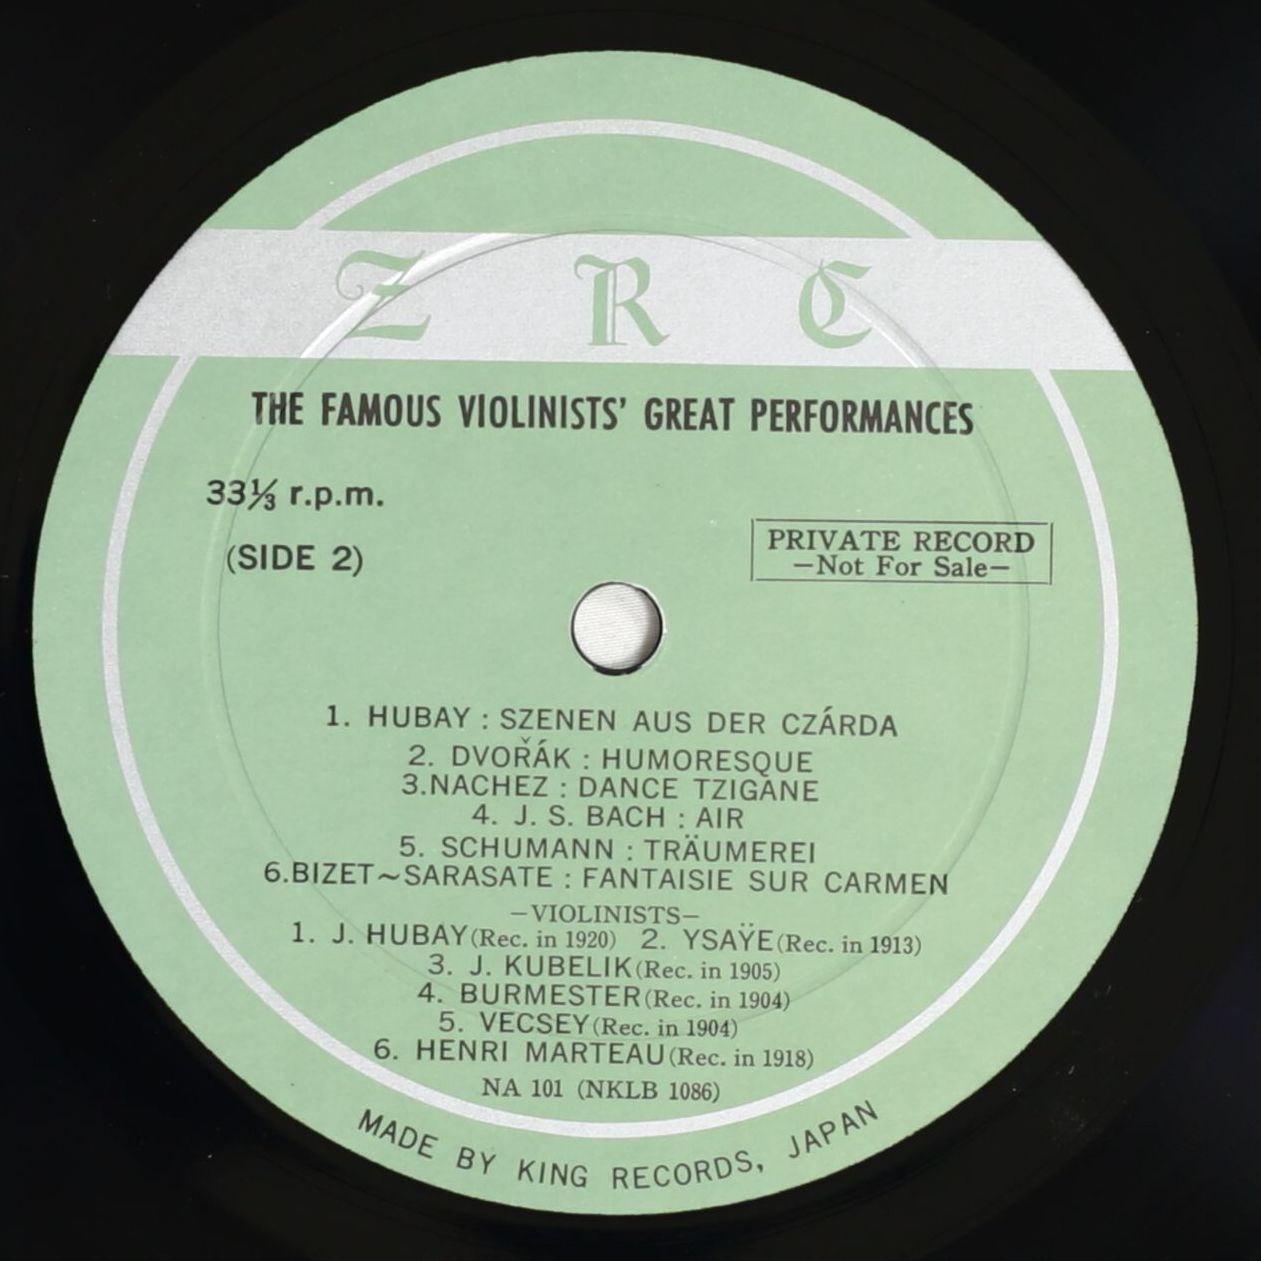 Z R C
THE FAMOUS VIOLINISTS' GREAT PERFORMANCES
33⅓ r.p.m.
(SIDE 2)
PRIVATE RECORD
—Not For Sale—
1. HUBAY : SZENEN AUS DER CZÁRDA
2. DVOŘÁK : HUMORESQUE
3.NACHEZ : DANCE TZIGANE
4. J. S. BACH : AIR
5. SCHUMANN : TRÄUMEREI
6.BIZET~SARASATE : FANTAISIE SUR CARMEN
—VIOLINISTS—
1. J. HUBAY(Rec. in 1920) 2. YSAŸE(Rec. in 1913)
3. J. KUBELIK(Rec. in 1905)
4. BURMESTER(Rec. in 1904)
5. VECSEY(Rec. in 1904)
6. HENRI MARTEAU(Rec. in 1918)
NA 101 (NKLB 1086)
MADE BY KING RECORDS, JAPAN